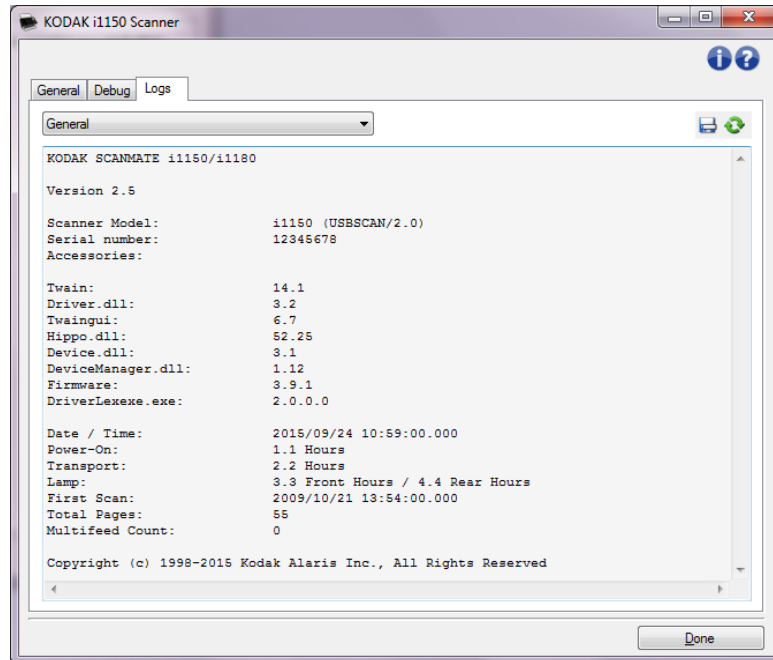 KODAK i1150 Scanner
General Debug Logs
General
KODAK SCANMATE i1150/i1180
Version 2.5
Scanner Model: i1150 (USBSCAN/2.0)
Serial number: 12345678
Accessories:
Twain: 14.1
Driver.dll: 3.2
Twaingui: 6.7
Hippo.dll: 52.25
Device.dll: 3.1
DeviceManager.dll: 1.12
Firmware: 3.9.1
DriverLexexe.exe: 2.0.0.0
Date / Time: 2015/09/24 10:59:00.000
Power-On: 1.1 Hours
Transport: 2.2 Hours
Lamp: 3.3 Front Hours / 4.4 Rear Hours
First Scan: 2009/10/21 13:54:00.000
Total Pages: 55
Multifeed Count: 0
Copyright (c) 1998-2015 Kodak Alaris Inc., All Rights Reserved
Done